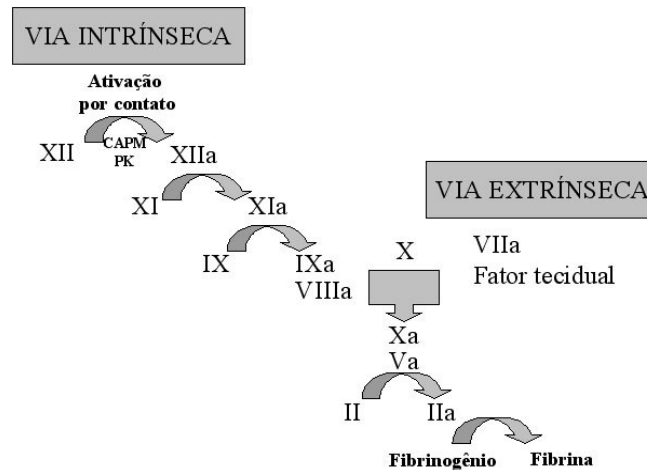 VIA INTRÍNSECA
Ativação
por contato
XII
CAPM
PK
XIIa
XI
XIa
VIA EXTRÍNSECA
IX
IXa
VIIIa
X
VIIa
Fator tecidual
Xa
Va
II
IIa
Fibrinogênio
Fibrina